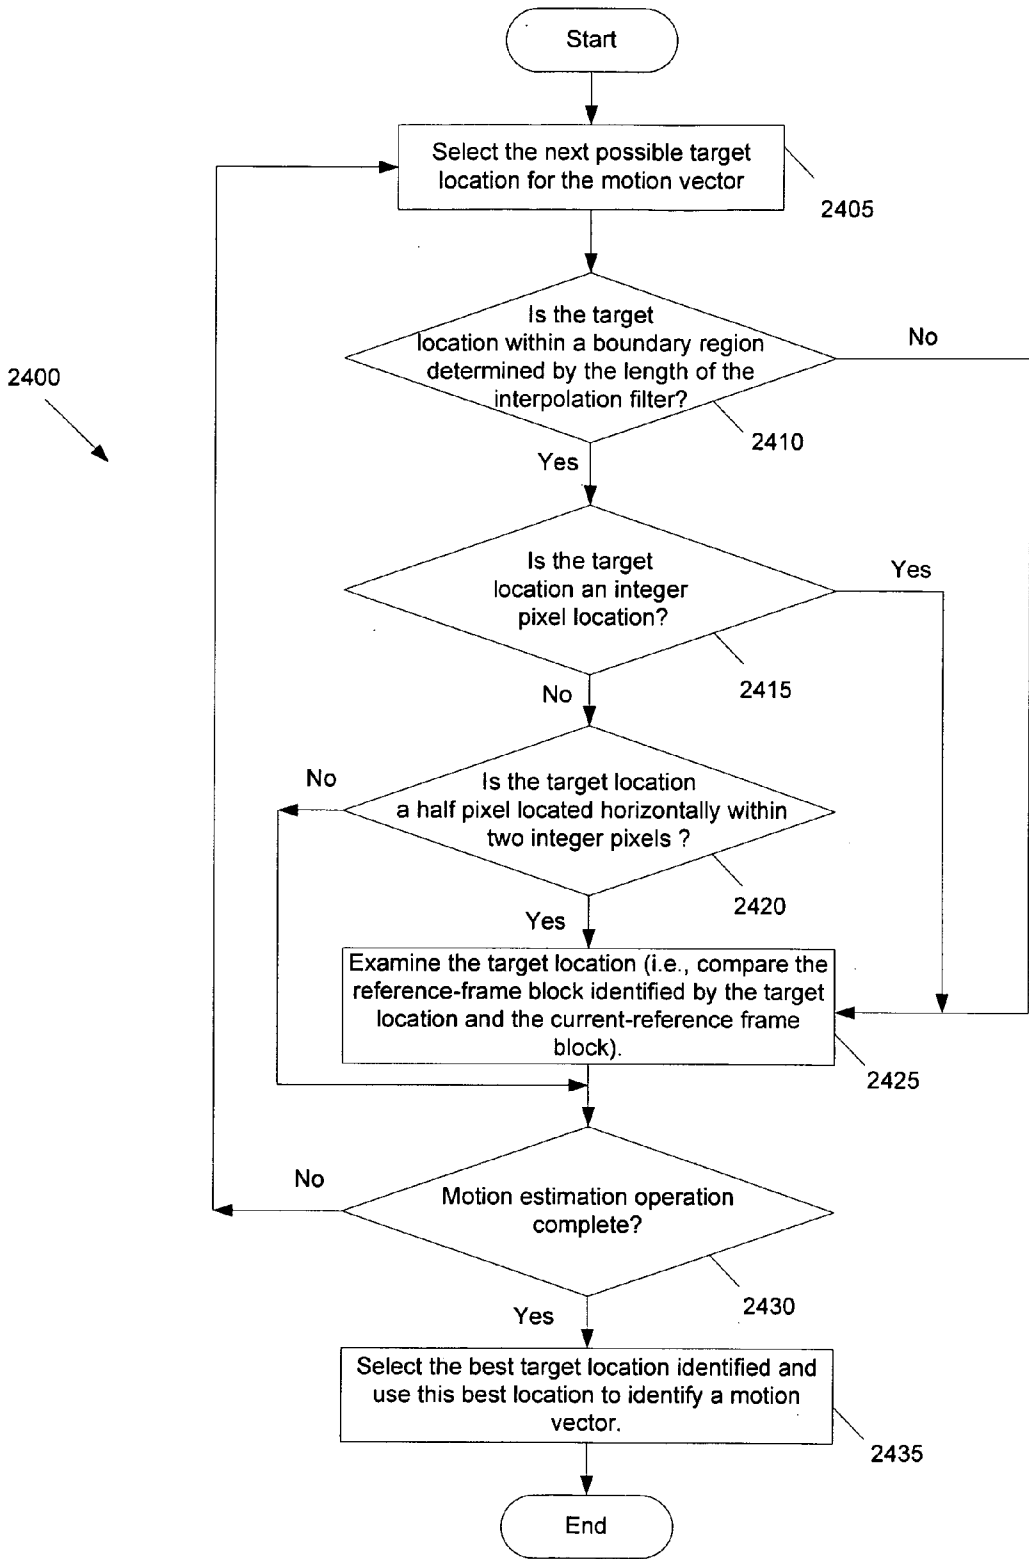 Start
Select the next possible target
location for the motion vector
2405
Is the target
location within a boundary region
determined by the length of the
interpolation filter?
No
2400
2410
Yes
Is the target
location an integer
pixel location?
Yes
2415
No
Is the target location
a half pixel located horizontally within
two integer pixels ?
No
2420
Yes
Examine the target location (i.e., compare the
reference-frame block identified by the target
location and the current-reference frame
block).
2425
Motion estimation operation
complete?
No
2430
Yes
Select the best target location identified and
use this best location to identify a motion
vector.
2435
End